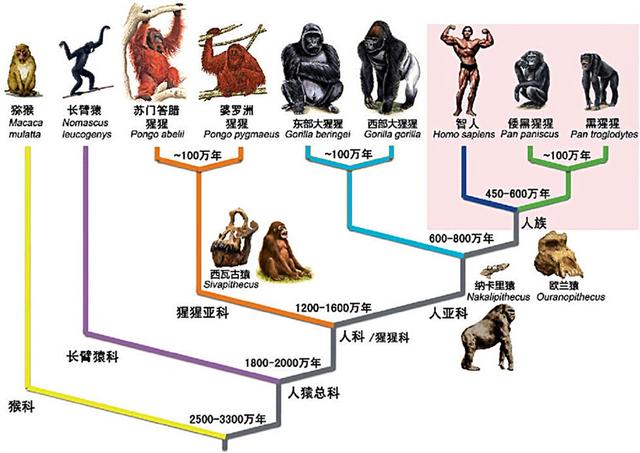 猕猴
Macaca
mulatta
长臂猿
Nomascus
leucogenys
苏门答腊
猩猩
Pongo abelii
婆罗洲
猩猩
Pongo pygmaeus
东部大猩猩
Gorilla beringei
西部大猩猩
Gorilla gorilla
智人
Homo sapiens
倭黑猩猩
Pan paniscus
黑猩猩
Pan troglodytes
~100万年
~100万年
~100万年
450-600万年
人族
600-800万年
西瓦古猿
Sivapithecus
纳卡里猿
Nakalipithecus
欧兰猿
Ouranopithecus
猩猩亚科
1200-1600万年
人亚科
人科 /猩猩科
长臂猿科
1800-2000万年
人猿总科
猴科
2500-3300万年